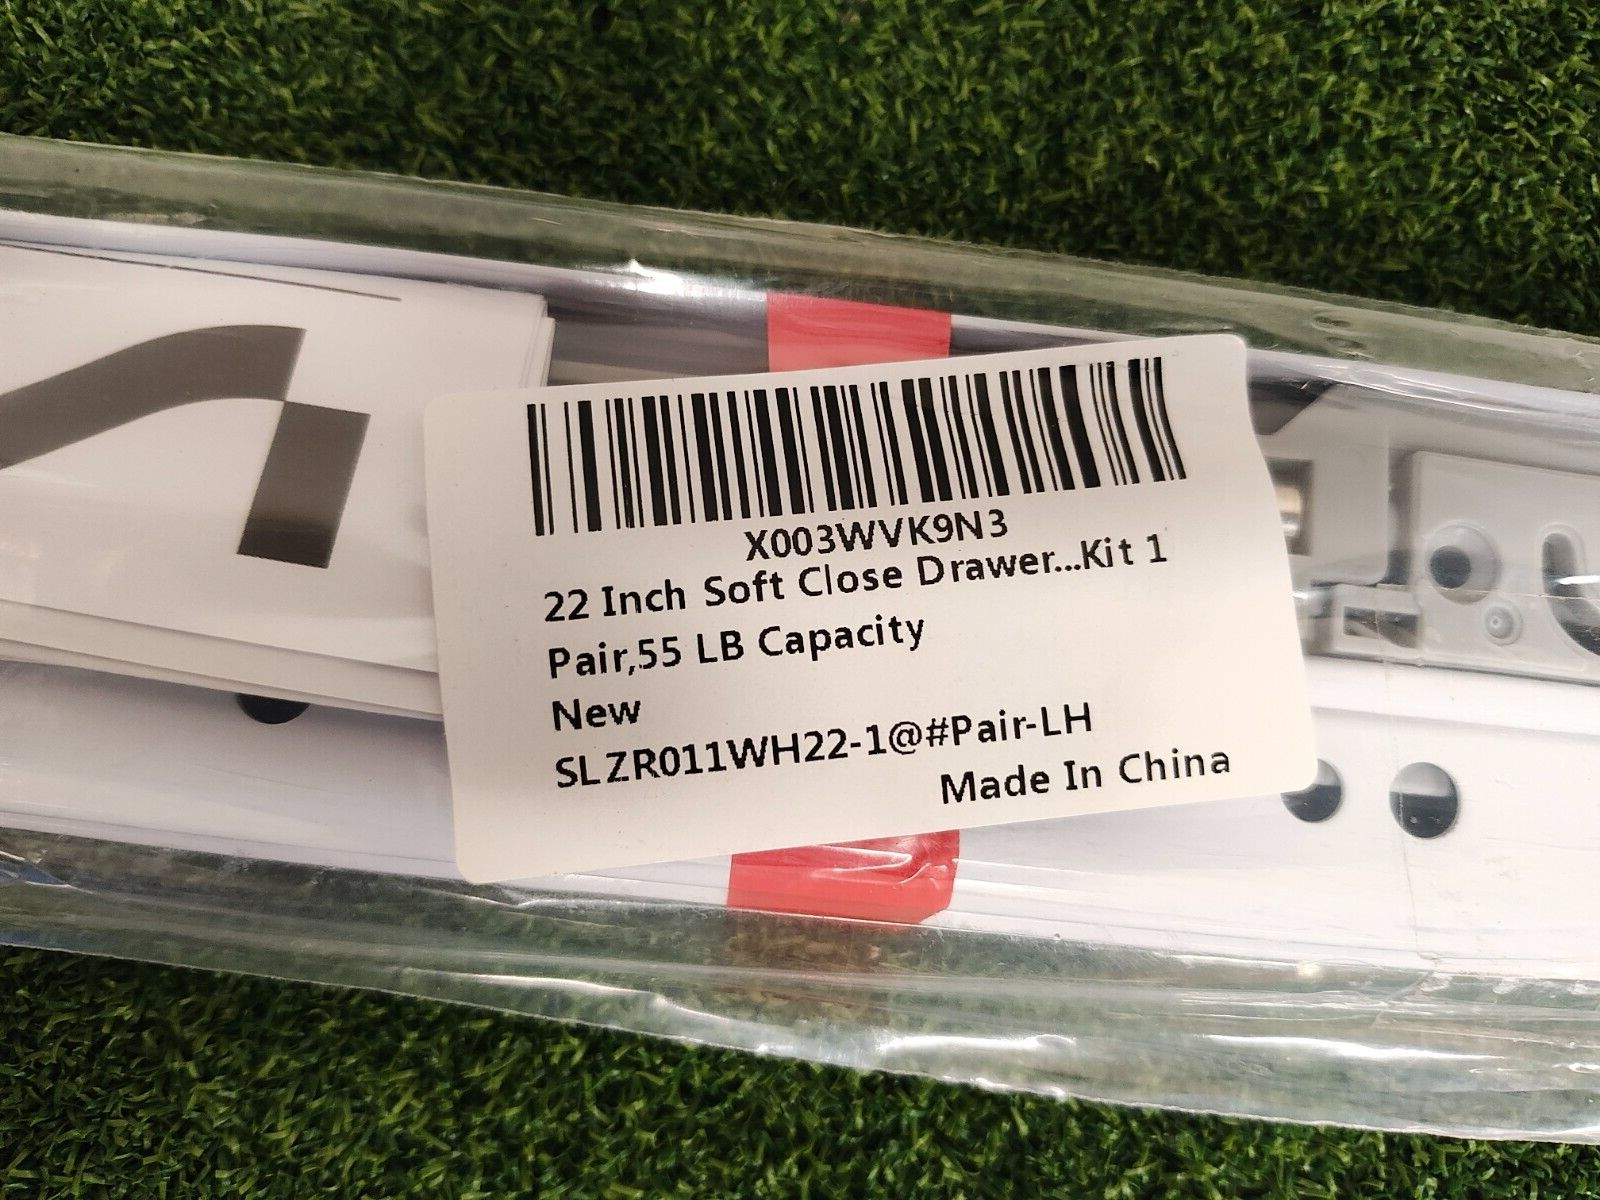 X003WVK9N3
22 Inch Soft Close Drawer...Kit 1
Pair,55 LB Capacity
New
SLZR011WH22-1@#Pair-LH
Made In China